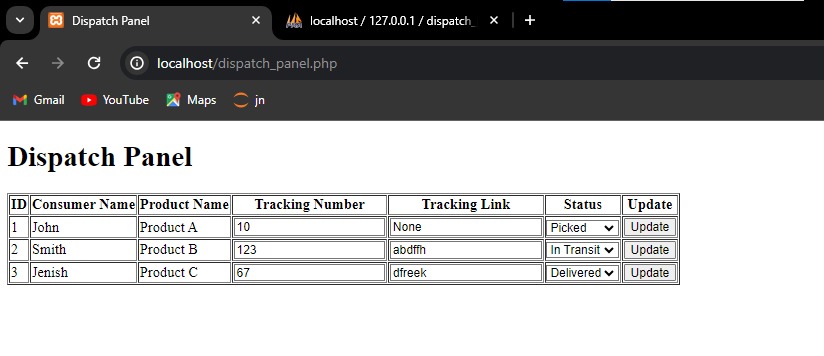 Dispatch Panel
localhost / 127.0.0.1 / dispatch_
localhost/dispatch_panel.php
Gmail YouTube Maps jn
Dispatch Panel
ID Consumer Name Product Name Tracking Number Tracking Link Status Update
1 John Product A 10 None Picked Update
2 Smith Product B 123 abdffh In Transit Update
3 Jenish Product C 67 dfreek Delivered Update